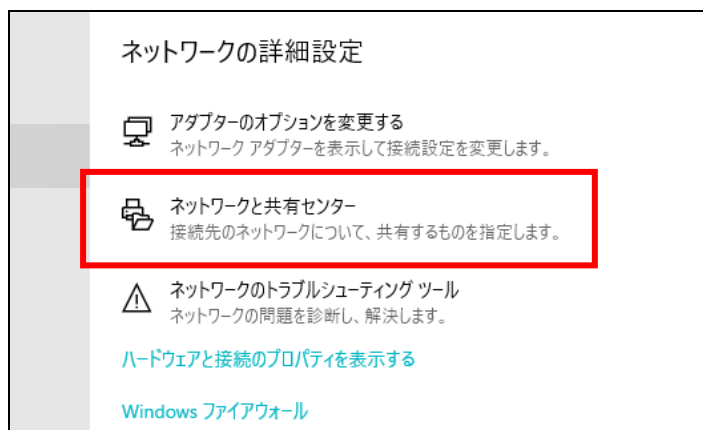 ネットワークの詳細設定
アダプターのオプションを変更する
ネットワーク アダプターを表示して接続設定を変更します。
ネットワークと共有センター
接続先のネットワークについて、共有するものを指定します。
ネットワークのトラブルシューティング ツール
ネットワークの問題を診断し、解決します。
ハードウェアと接続のプロパティを表示する
Windows ファイアウォール